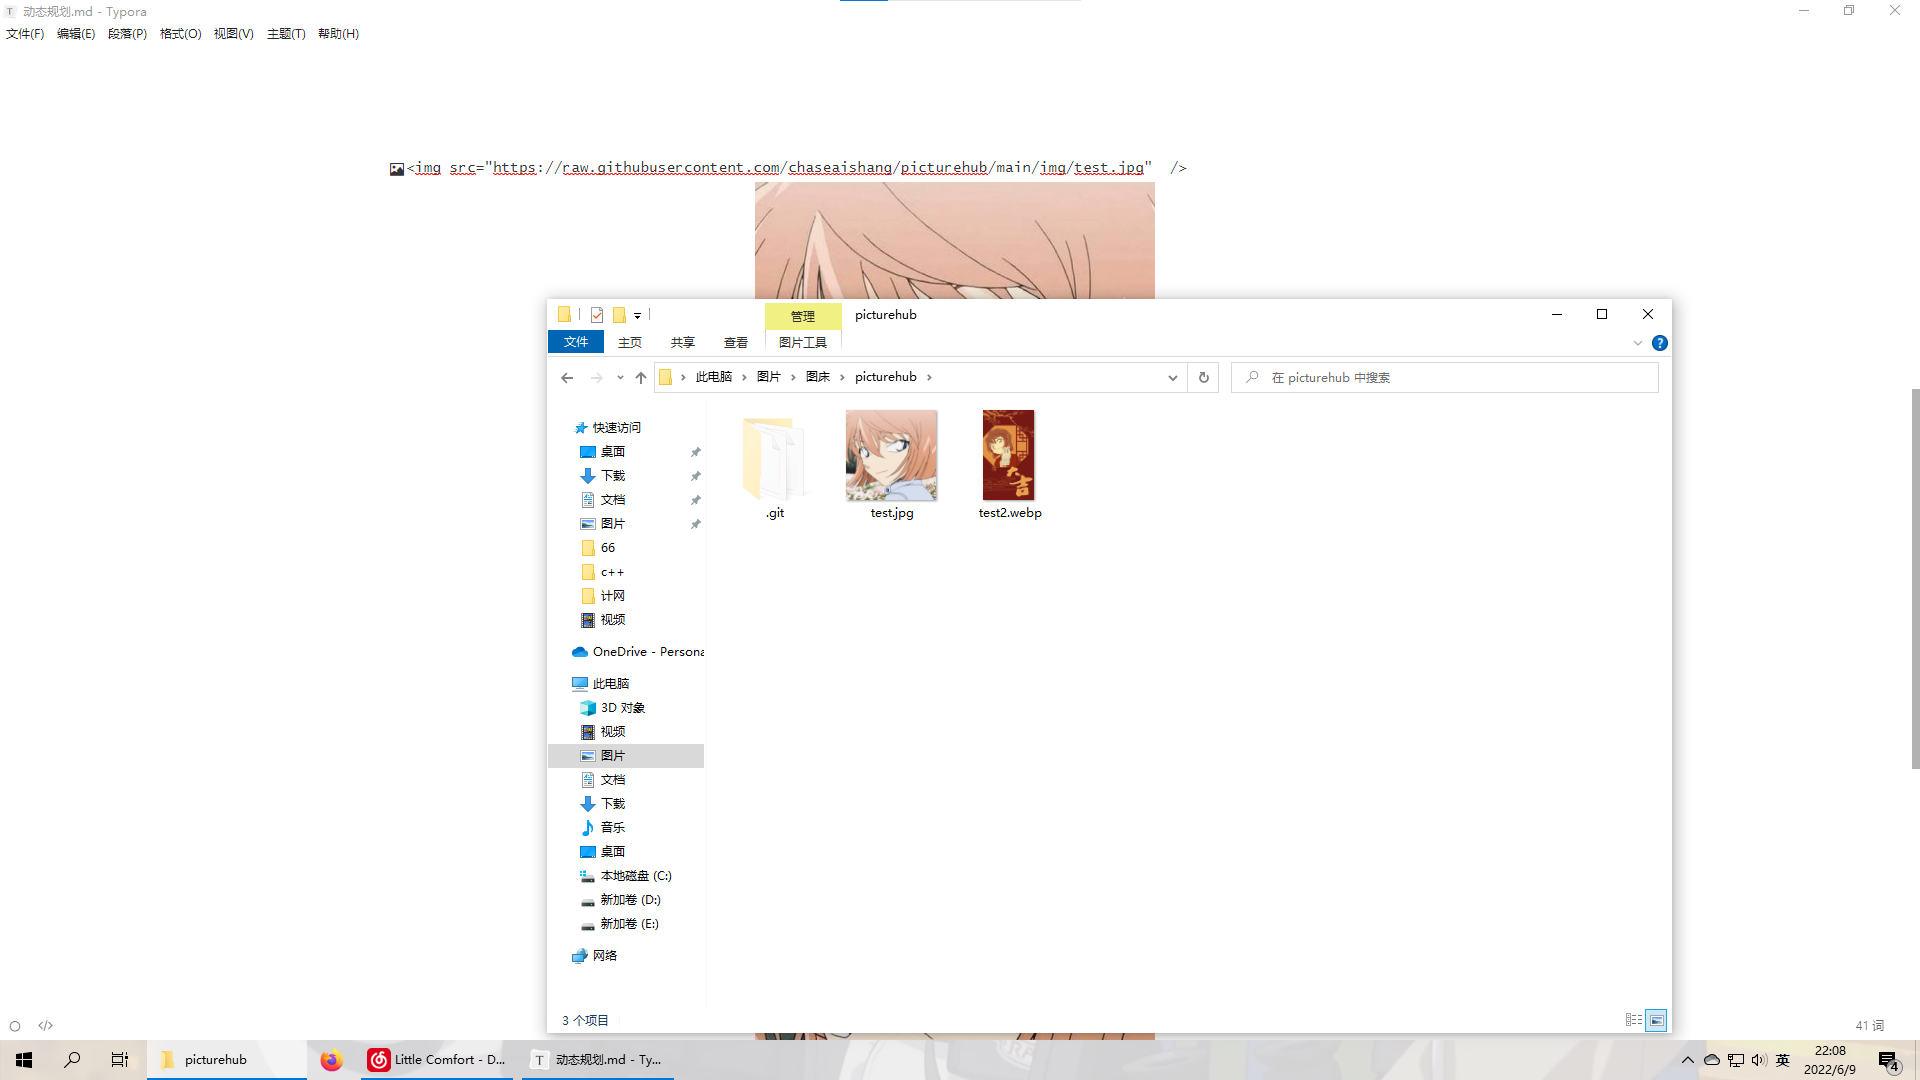 动态规划.md - Typora
文件(F) 编辑(E) 段落(P) 格式(O) 视图(V) 主题(T) 帮助(H)
<img src="https://raw.githubusercontent.com/chaseaishang/picturehub/main/img/test.jpg"  />
管理 picturehub
文件 主页 共享 查看 图片工具
此电脑 图片 图床 picturehub 在 picturehub 中搜索
快速访问
桌面
下载
文档
图片
66
c++
计网
视频
OneDrive - Persona
此电脑
3D 对象
视频
图片
文档
下载
音乐
桌面
本地磁盘 (C:)
新加卷 (D:)
新加卷 (E:)
网络
大吉
.git test.jpg test2.webp
3 个项目
41 词
picturehub Little Comfort - D... T 动态规划.md - Ty... 英 22:08
2022/6/9 4